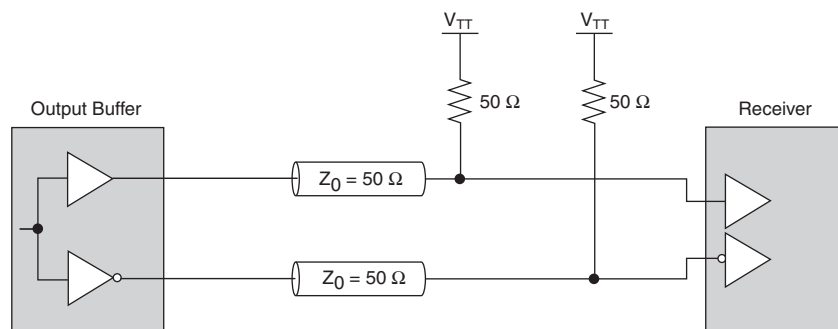 V_TT V_TT
50 Ω 50 Ω
Output Buffer Receiver
Z_0 = 50 Ω
Z_0 = 50 Ω